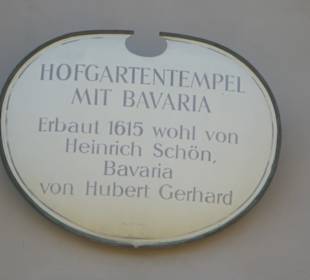 HOFGARTENTEMPEL
MIT BAVARIA
Erbaut 1615 wohl von
Heinrich Schön,
Bavaria
von Hubert Gerhard